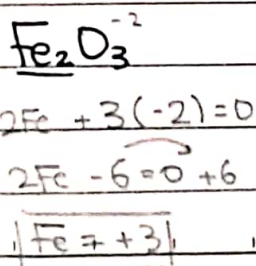 Fe₂O₃⁻²
2Fe + 3(-2) = 0
2Fe - 6 = 0 + 6
Fe = +3